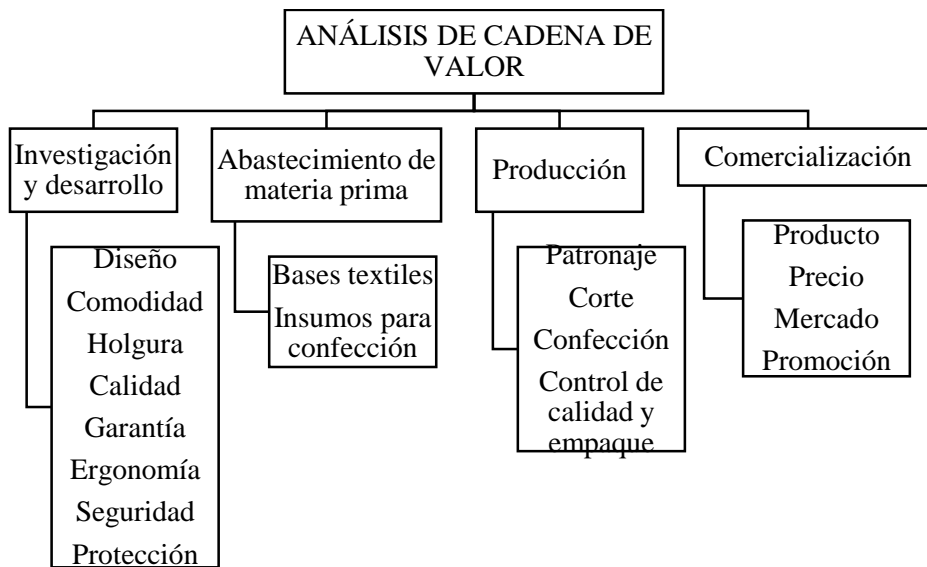 ANÁLISIS DE CADENA DE
VALOR
Investigación
y desarrollo
Diseño
Comodidad
Holgura
Calidad
Garantía
Ergonomía
Seguridad
Protección
Abastecimiento de
materia prima
Bases textiles
Insumos para
confección
Producción
Patronaje
Corte
Confección
Control de
calidad y
empaque
Comercialización
Producto
Precio
Mercado
Promoción